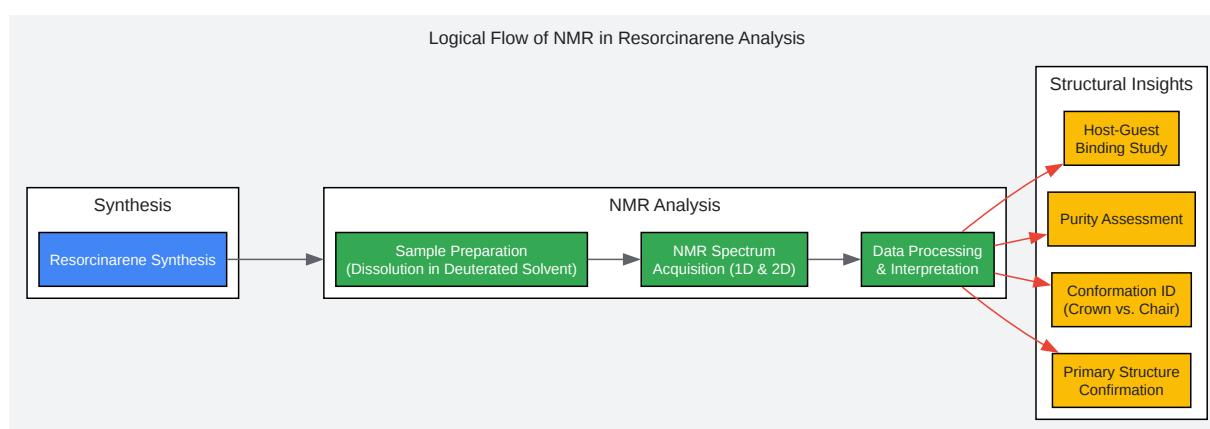 Logical Flow of NMR in Resorcinarene Analysis
Synthesis
Resorcinarene Synthesis
NMR Analysis
Sample Preparation
(Dissolution in Deuterated Solvent)
NMR Spectrum
Acquisition (1D & 2D)
Data Processing
& Interpretation
Structural Insights
Host-Guest
Binding Study
Purity Assessment
Conformation ID
(Crown vs. Chair)
Primary Structure
Confirmation